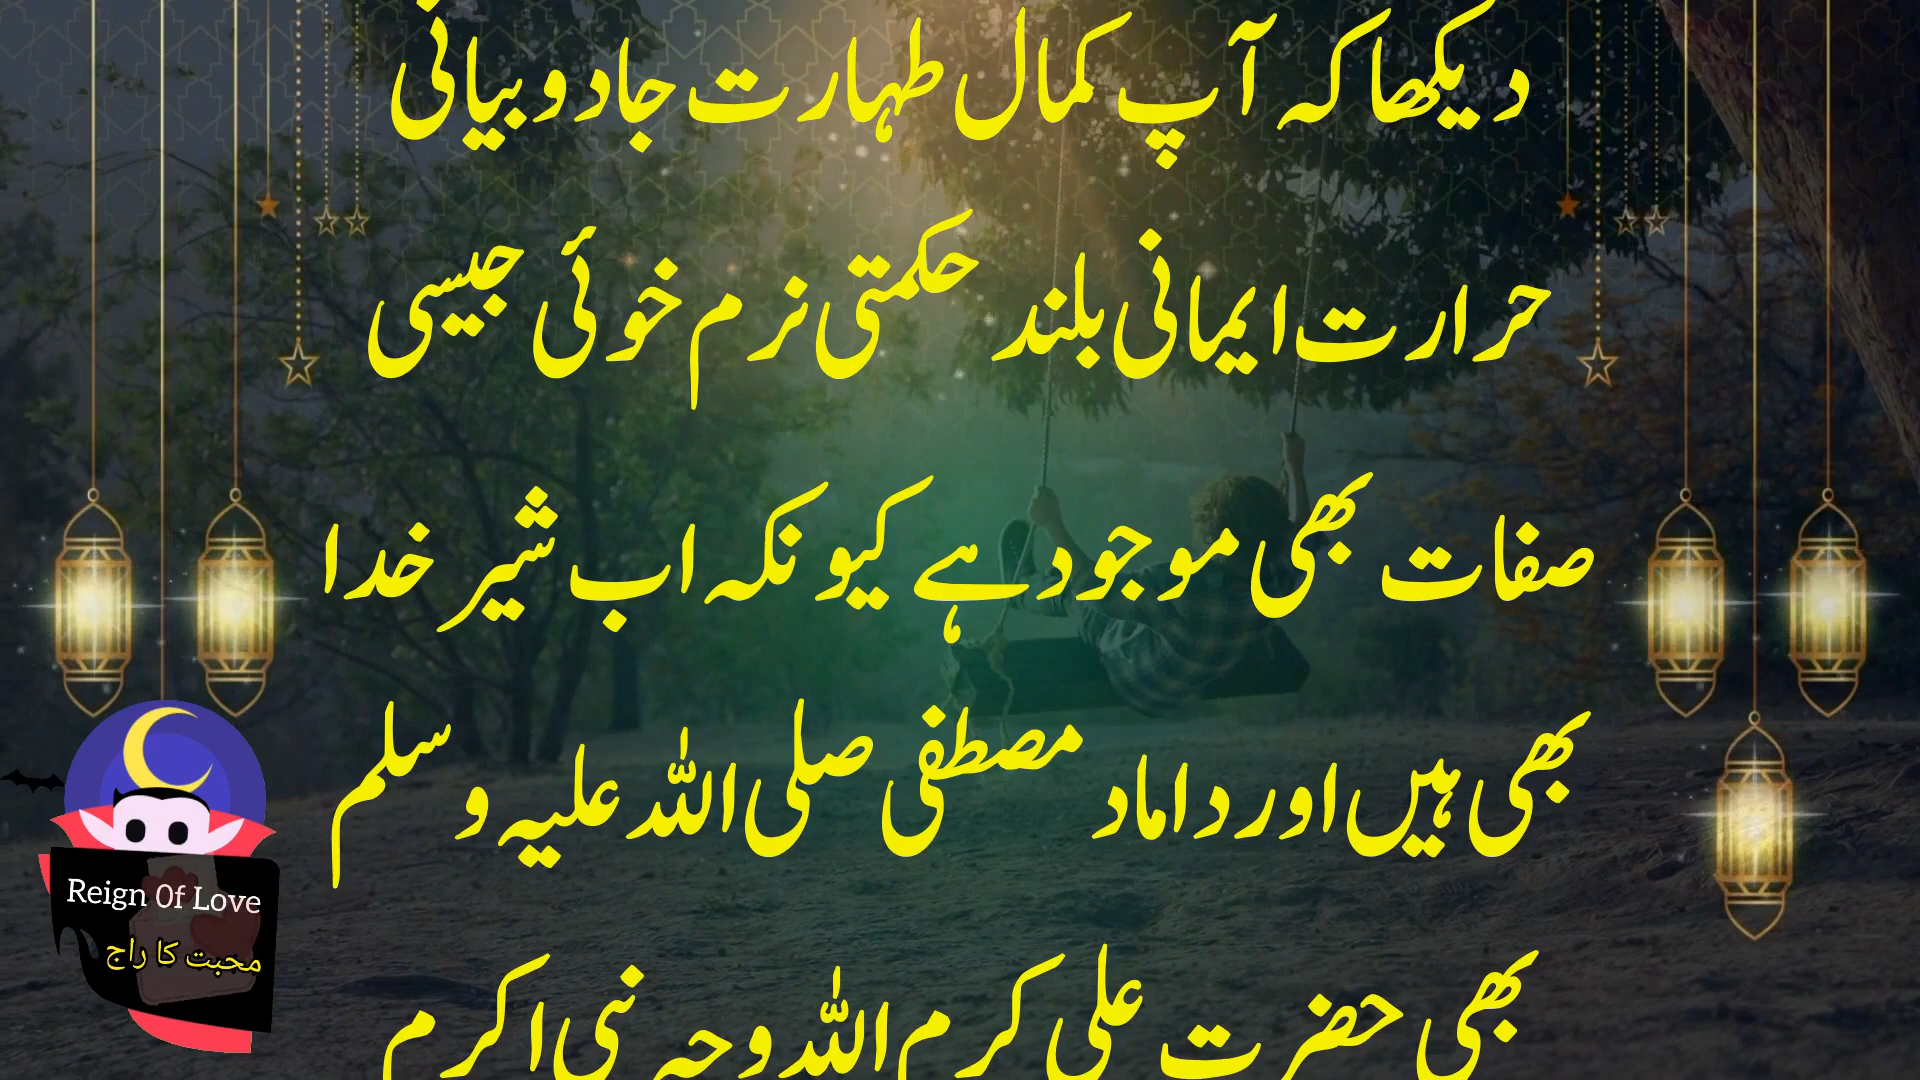 دیکھا کہ آپ کمال طہارت جادو بیانی
حرارت ایمانی بلند حکمتی نرم خوئی جیسی
صفات بھی موجود ہے کیونکہ اب شیر خدا
بھی ہیں اور داماد مصطفی صلی اللہ علیہ وسلم
بھی حضرت علی کرم اللہ وجہ نبی اکرم
Reign Of Love
محبت کا راج